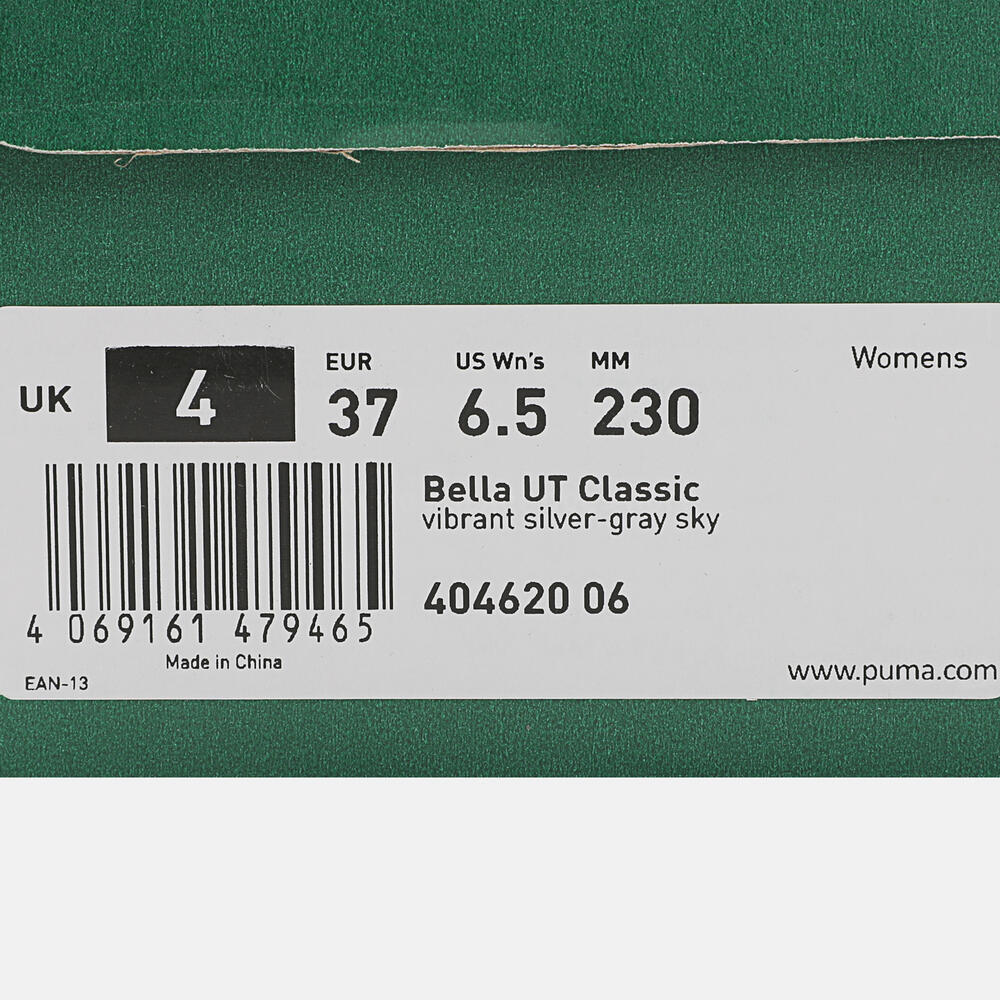 UK 4
EUR 37
US Wn's 6.5
MM 230
Womens
Bella UT Classic
vibrant silver-gray sky
404620 06
4 069161 479465
Made in China
EAN-13
www.puma.com